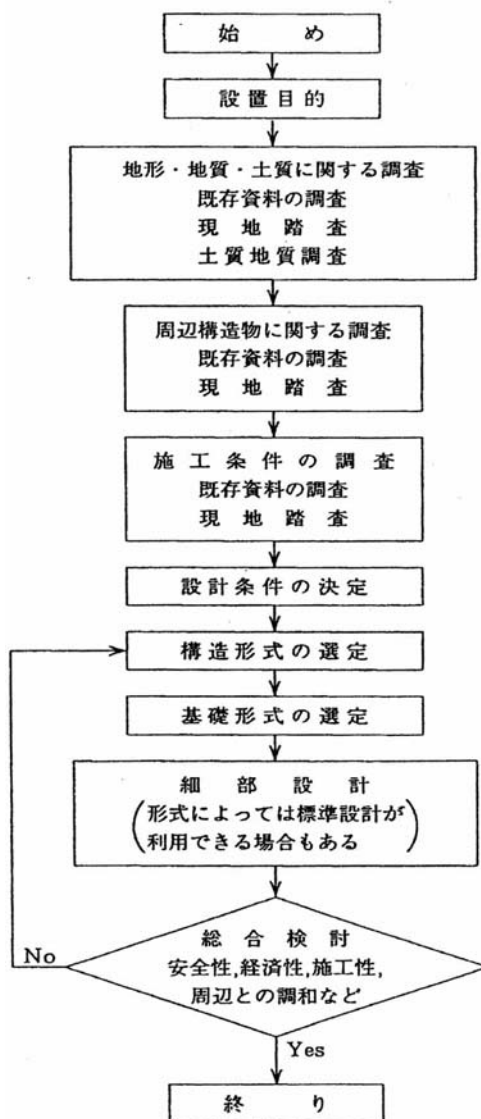 始め
設置目的
地形・地質・土質に関する調査
既存資料の調査
現地踏査
土質地質調査
周辺構造物に関する調査
既存資料の調査
現地踏査
施工条件の調査
既存資料の調査
現地踏査
設計条件の決定
構造形式の選定
基礎形式の選定
細部設計
(形式によっては標準設計が
利用できる場合もある)
総合検討
No
安全性,経済性,施工性,
周辺との調和など
Yes
終り